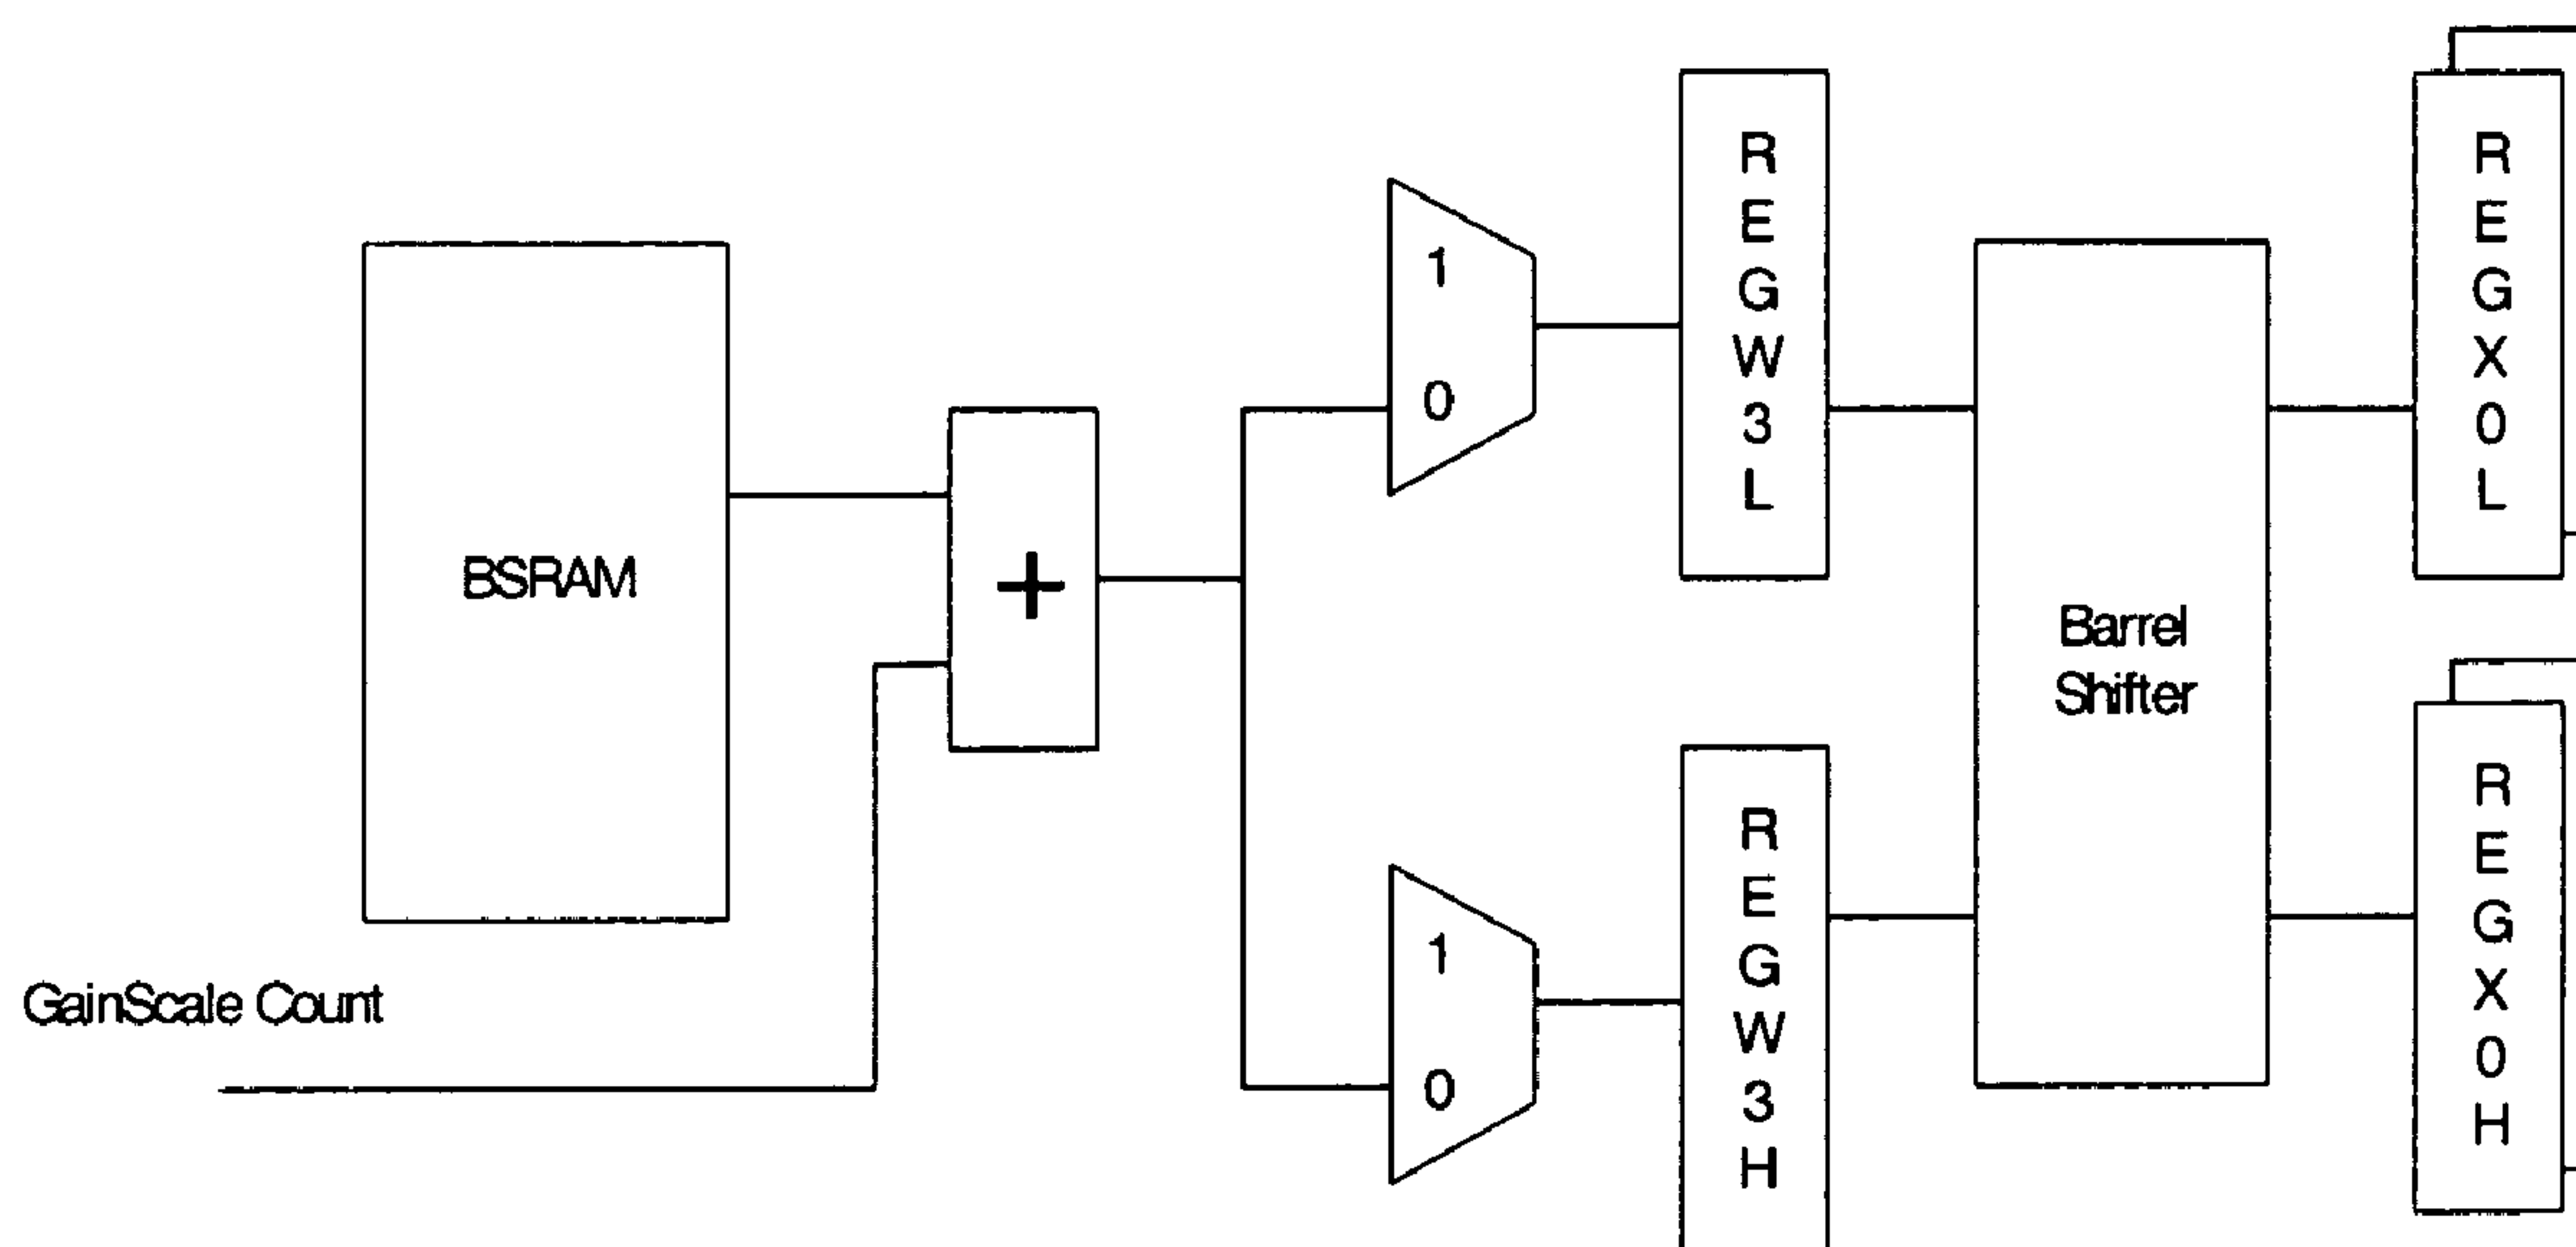 BSRAM
GainScale Count
+
1
0
1
0
REGW3L
REGW3H
Barrel
Shifter
REGX0L
REGX0H